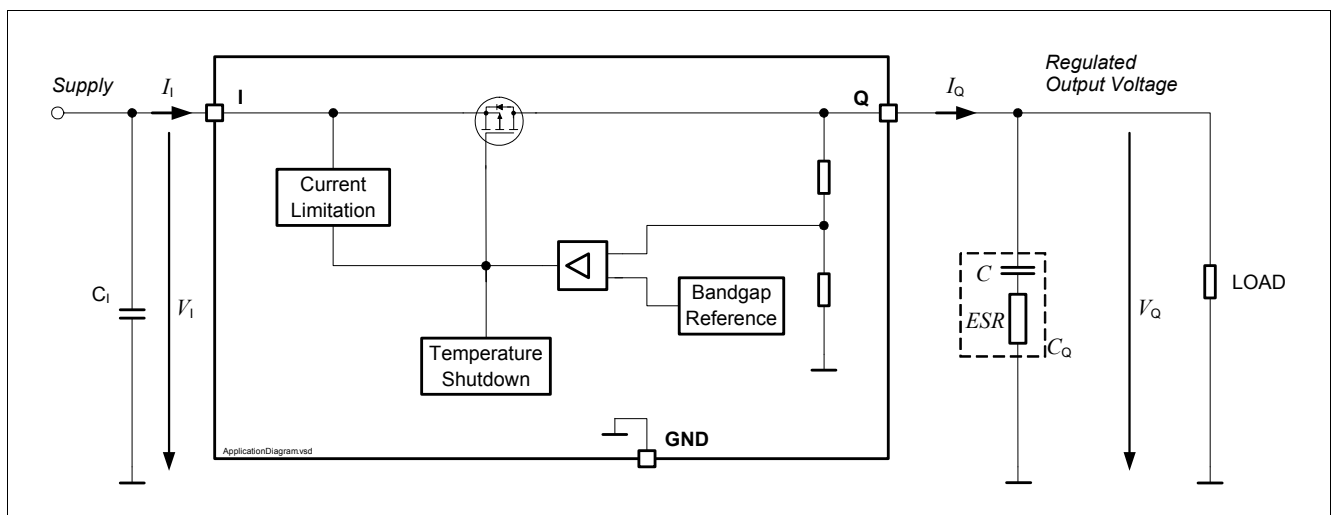 Supply
I_I
I
Q
I_Q
Regulated
Output Voltage
Current
Limitation
C_I
V_I
Bandgap
Reference
Temperature
Shutdown
C
ESR
C_Q
V_Q
LOAD
GND
ApplicationDiagram.vsd